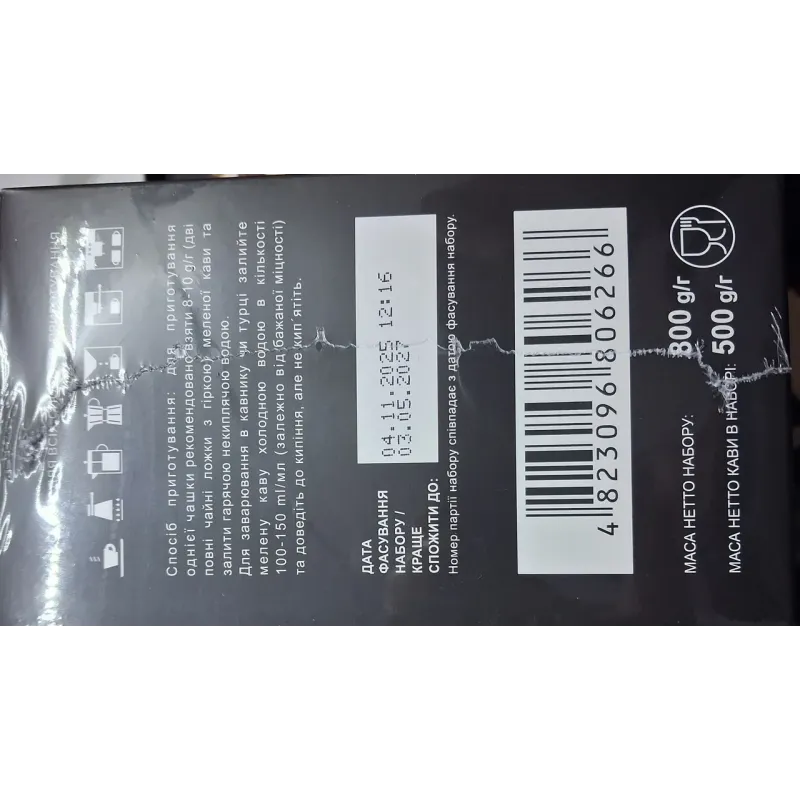 Спосіб приготування: для приготування
однієї чашки рекомендовано взяти 8-10 g/г (дві
повні чайні ложки з гіркою) меленої кави та
залити гарячою некиплячою водою.
Для заварювання в кавнику чи турці залийте
мелену каву холодною водою в кількості
100-150 ml/мл (залежно від бажаної міцності)
та доведіть до кипіння, але не кип'ятіть.
ДАТА
ФАСУВАННЯ
НАБОРУ /
КРАЩЕ
СПОЖИТИ ДО:
04.11.2025 12:16
03.05.2027
Номер партії набору співпадає з датою фасування набору.
4 823096 806266
МАСА НЕТТО НАБОРУ: 800 g/г
МАСА НЕТТО КАВИ В НАБОРІ: 500 g/г